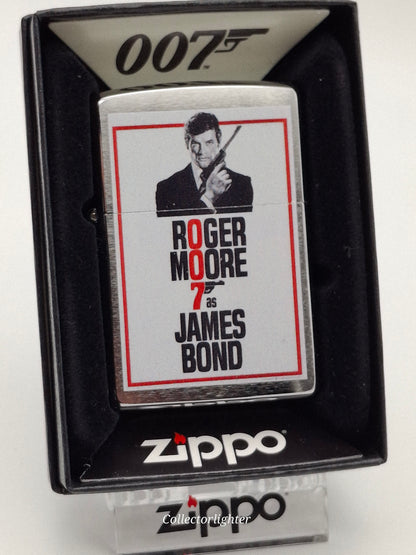 007
ROGER
MOORE
7 as
JAMES
BOND
zippo
zippo
Collectorlighter